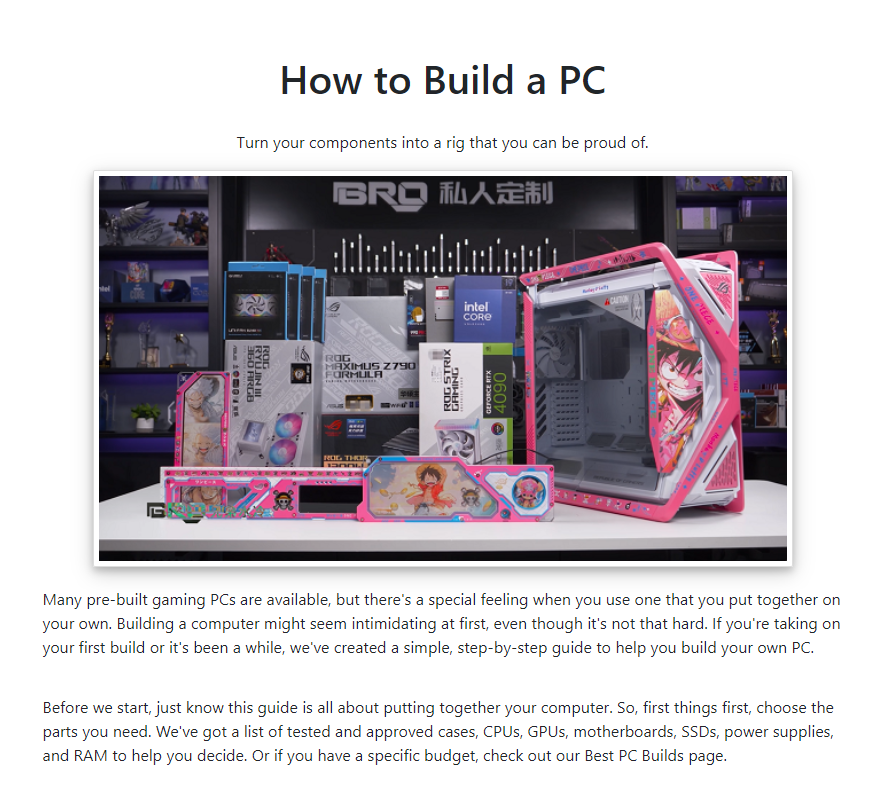 How to Build a PC
Turn your components into a rig that you can be proud of.
BRO 私人定制
intel
CORE
ROG
RYUJIN III
360 ARGB
ROG
MAXIMUS Z790
FORMULA
ROG STRIX
GAMING
GEFORCE RTX
4090
ROG THOR
CAUTION
Many pre-built gaming PCs are available, but there's a special feeling when you use one that you put together on
your own. Building a computer might seem intimidating at first, even though it's not that hard. If you're taking on
your first build or it's been a while, we've created a simple, step-by-step guide to help you build your own PC.
Before we start, just know this guide is all about putting together your computer. So, first things first, choose the
parts you need. We've got a list of tested and approved cases, CPUs, GPUs, motherboards, SSDs, power supplies,
and RAM to help you decide. Or if you have a specific budget, check out our Best PC Builds page.